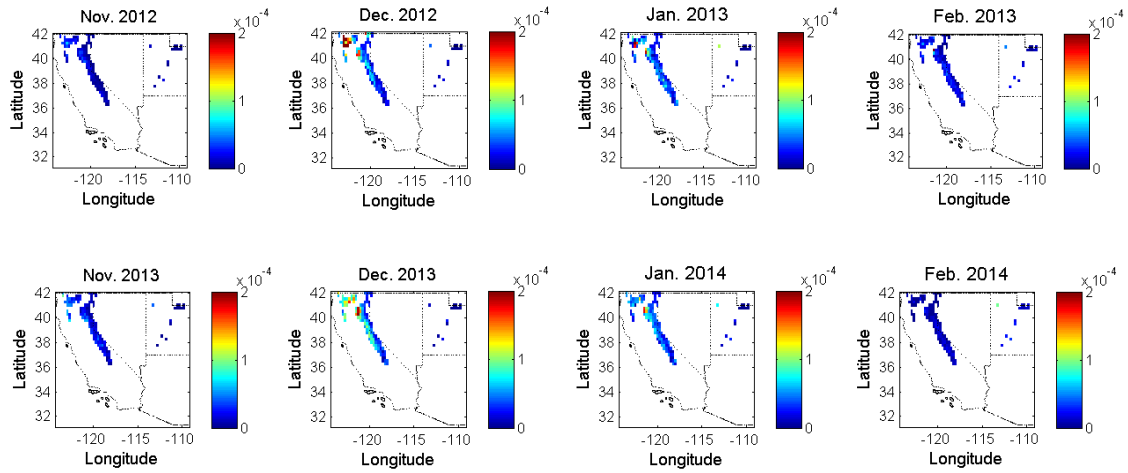 Nov. 2012
x 10^-4
42
40
38
36
34
32
2
1
0
-120 -115 -110
Longitude
Latitude
Dec. 2012
x 10^-4
42
40
38
36
34
32
2
1
0
-120 -115 -110
Longitude
Latitude
Jan. 2013
x 10^-4
42
40
38
36
34
32
2
1
0
-120 -115 -110
Longitude
Latitude
Feb. 2013
x 10^-4
42
40
38
36
34
32
2
1
0
-120 -115 -110
Longitude
Latitude
Nov. 2013
x 10^-4
42
40
38
36
34
32
2
1
0
-120 -115 -110
Longitude
Latitude
Dec. 2013
x 10^-4
42
40
38
36
34
32
2
1
0
-120 -115 -110
Longitude
Latitude
Jan. 2014
x 10^-4
42
40
38
36
34
32
2
1
0
-120 -115 -110
Longitude
Latitude
Feb. 2014
x 10^-4
42
40
38
36
34
32
2
1
0
-120 -115 -110
Longitude
Latitude